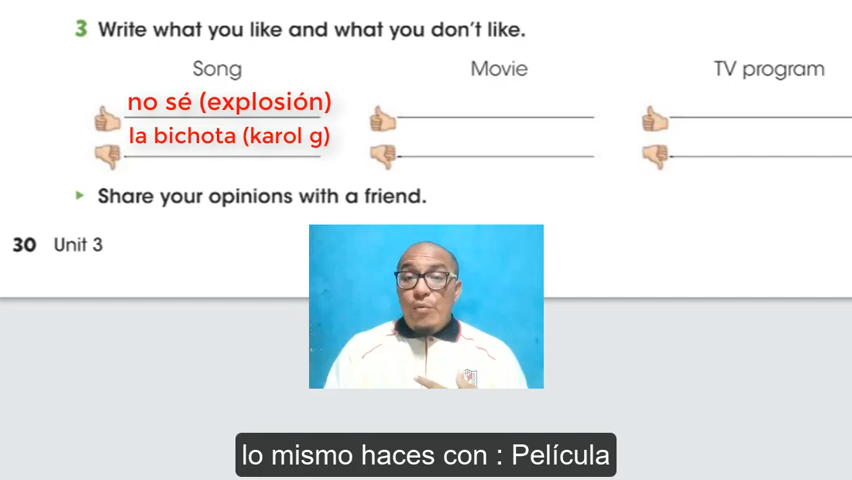 3 Write what you like and what you don't like.
Song Movie TV program
no sé (explosión)
la bichota (karol g)
Share your opinions with a friend.
30 Unit 3
lo mismo haces con : Película